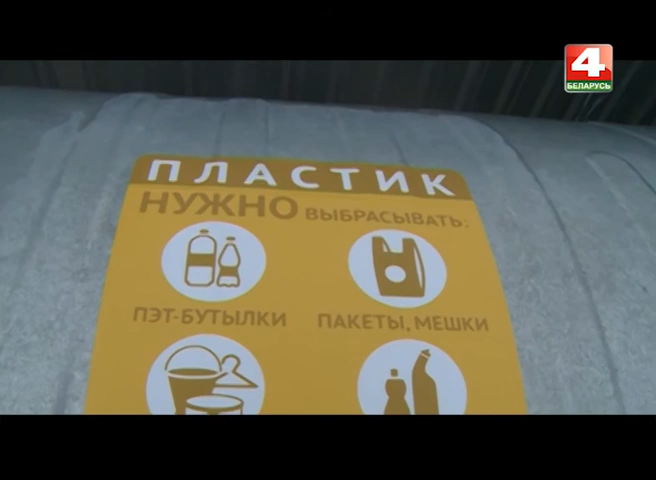 4
БЕЛАРУСЬ
ПЛАСТИК
НУЖНО ВЫБРАСЫВАТЬ:
ПЭТ-БУТЫЛКИ ПАКЕТЫ, МЕШКИ